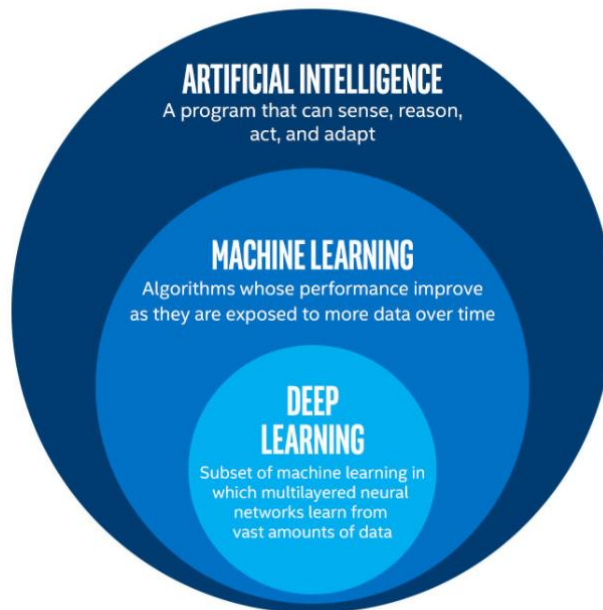 ARTIFICIAL INTELLIGENCE
A program that can sense, reason,
act, and adapt
MACHINE LEARNING
Algorithms whose performance improve
as they are exposed to more data over time
DEEP
LEARNING
Subset of machine learning in
which multilayered neural
networks learn from
vast amounts of data